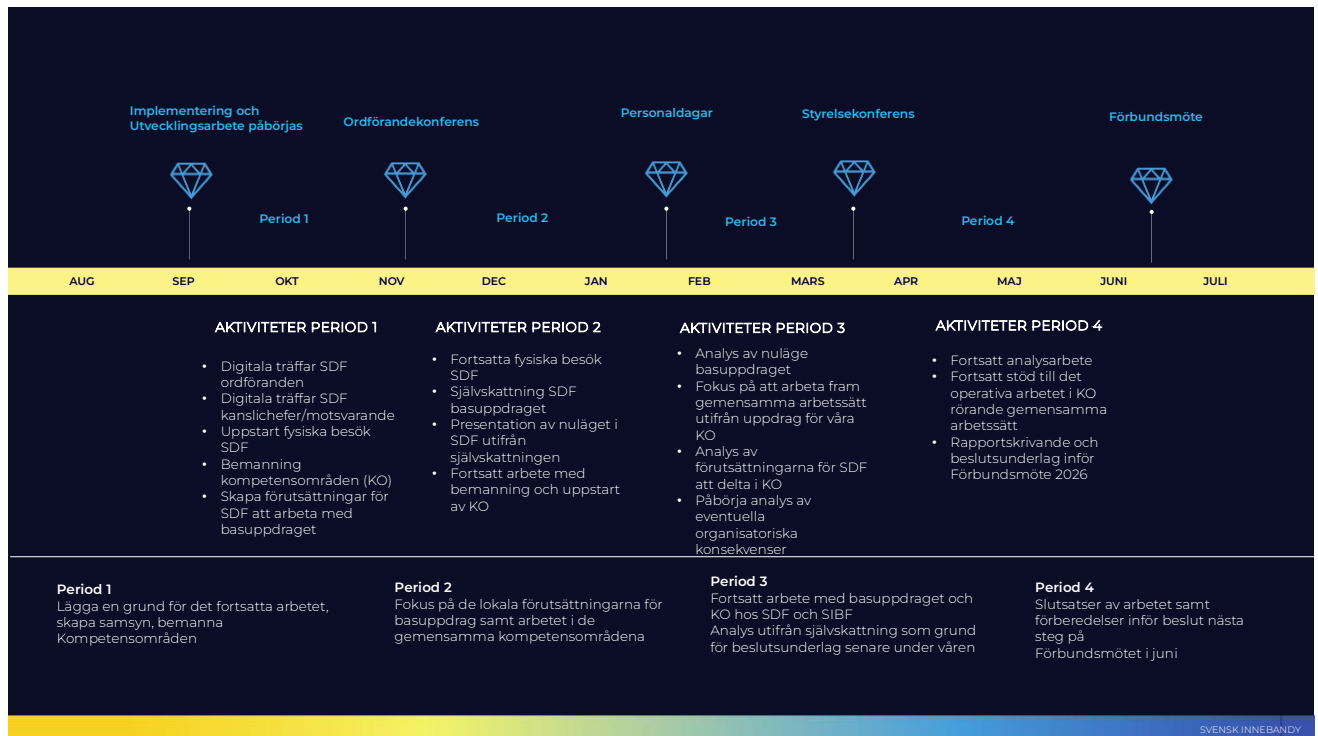 Implementering och
Utvecklingsarbete påbörjas
Ordförandekonferens
Personaldagar
Styrelsekonferens
Förbundsmöte
Period 1
Period 2
Period 3
Period 4
AUG SEP OKT NOV DEC JAN FEB MARS APR MAJ JUNI JULI
AKTIVITETER PERIOD 1
• Digitala träffar SDF
ordföranden
• Digitala träffar SDF
kanslichefer/motsvarande
• Uppstart fysiska besök
SDF
• Bemanning
kompetensområden (KO)
• Skapa förutsättningar för
SDF att arbeta med
basuppdraget
AKTIVITETER PERIOD 2
• Fortsatta fysiska besök
SDF
• Självskattning SDF
basuppdraget
• Presentation av nuläget i
SDF utifrån
självskattningen
• Fortsatt arbete med
bemanning och uppstart
av KO
AKTIVITETER PERIOD 3
• Analys av nuläge
basuppdraget
• Fokus på att arbeta fram
gemensamma arbetssätt
utifrån uppdrag för våra
KO
• Analys av
förutsättningarna för SDF
att delta i KO
• Påbörja analys av
eventuella
organisatoriska
konsekvenser
AKTIVITETER PERIOD 4
• Fortsatt analysarbete
• Fortsatt stöd till det
operativa arbetet i KO
rörande gemensamma
arbetssätt
• Rapportskrivande och
beslutsunderlag inför
Förbundsmöte 2026
Period 1
Lägga en grund för det fortsatta arbetet,
skapa samsyn, bemanna
Kompetensområden
Period 2
Fokus på de lokala förutsättningarna för
basuppdrag samt arbetet i de
gemensamma kompetensområdena
Period 3
Fortsatt arbete med basuppdraget och
KO hos SDF och SIBF
Analys utifrån självskattning som grund
för beslutsunderlag senare under våren
Period 4
Slutsatser av arbetet samt
förberedelser inför beslut nästa
steg på
Förbundsmötet i juni
SVENSK INNEBANDY